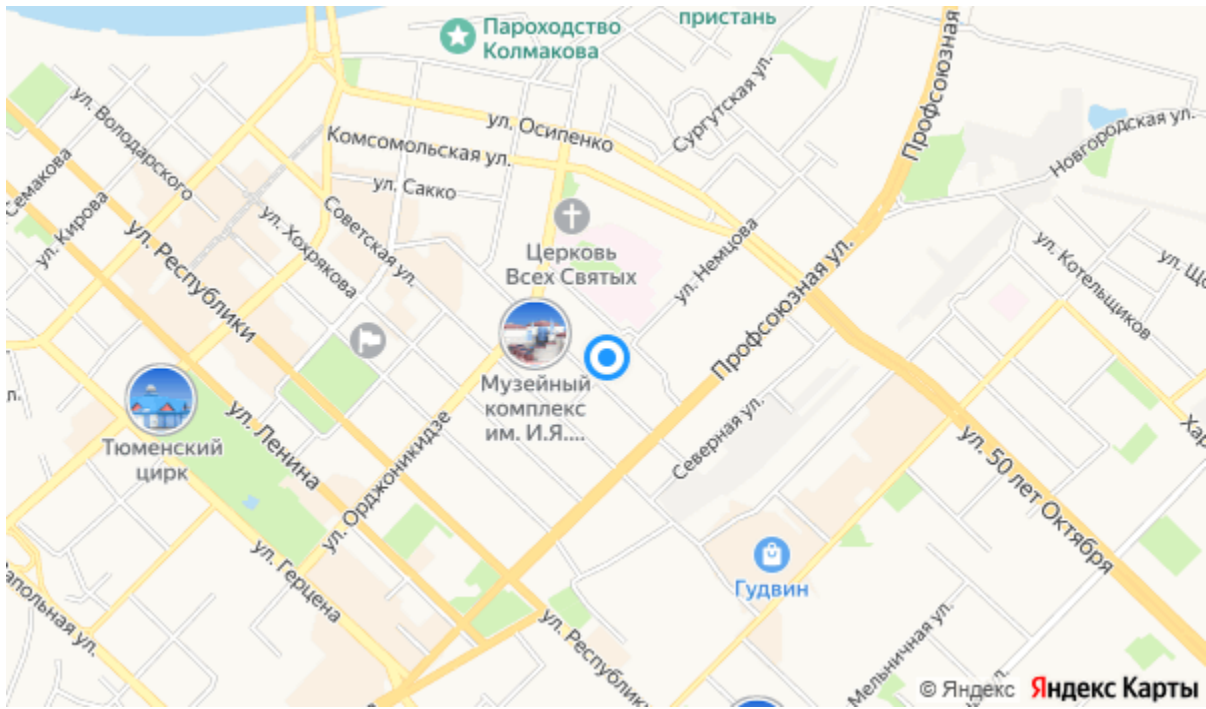 пристань
Пароходство
Колмакова
Профсоюзная
ул. Осипенко
Сургутская ул.
Комсомольская ул.
Новгородская ул.
ул. Володарского
ул. Сакко
Семакова
ул. Кирова
ул. Хохрякова
Советская ул.
Церковь
Всех Святых
ул. Немцова
Профсоюзная ул.
ул. Котельщиков
ул. Республики
Музейный
комплекс
им. И.Я....
Тюменский
цирк
ул. Ленина
ул. Орджоникидзе
Северная ул.
ул. 50 лет Октября
ул. Герцена
Гудвин
ул. Республики
Мельничная ул.
© Яндекс Яндекс Карты